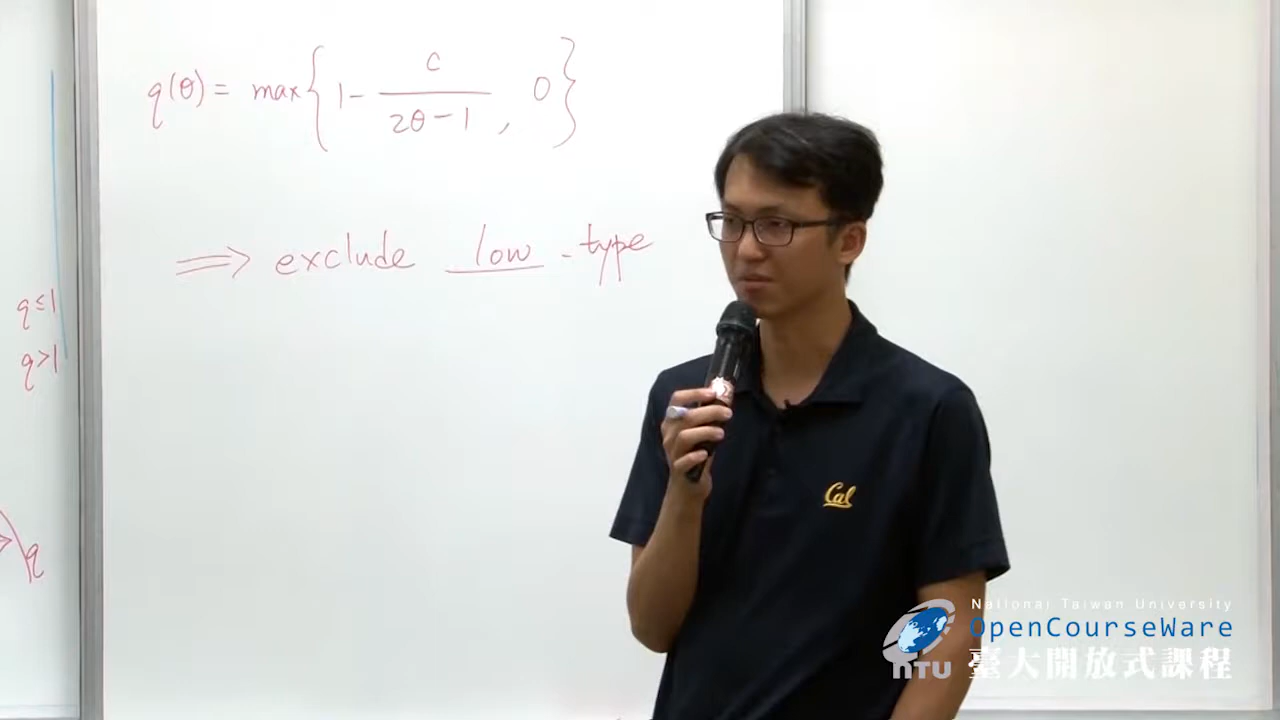 q(θ) = max{ 1 - c/(2θ-1), 0 }
⇒ exclude low-type
q ≤ 1
q > 1
q
Cal
National Taiwan University
OpenCourseWare
NTU 臺大開放式課程